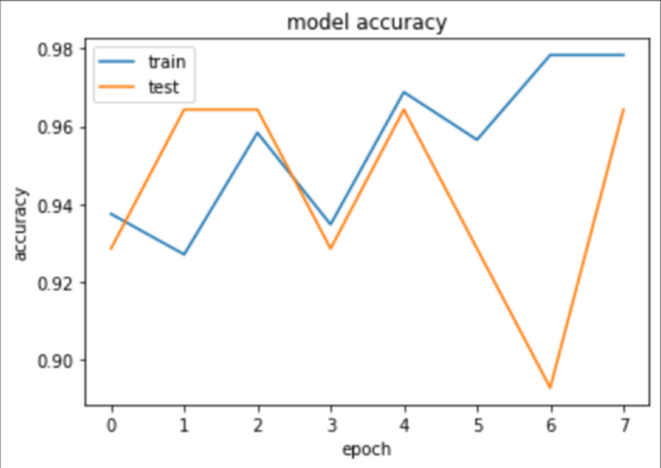 model accuracy
train
test
accuracy
0.98
0.96
0.94
0.92
0.90
0 1 2 3 4 5 6 7
epoch